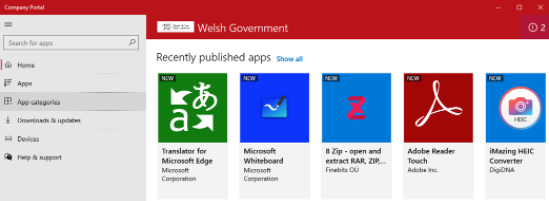 Company Portal
Welsh Government
2
Search for apps
Home
Apps
App categories
Downloads & updates
Devices
Help & support
Recently published apps Show all
NEW
Translator for
Microsoft Edge
Microsoft
Corporation
NEW
Microsoft
Whiteboard
Microsoft
Corporation
NEW
8 Zip - open and
extract RAR, ZIP,...
Finebits OÜ
NEW
Adobe Reader
Touch
Adobe Inc.
NEW
HEIC
iMazing HEIC
Converter
DigiDNA